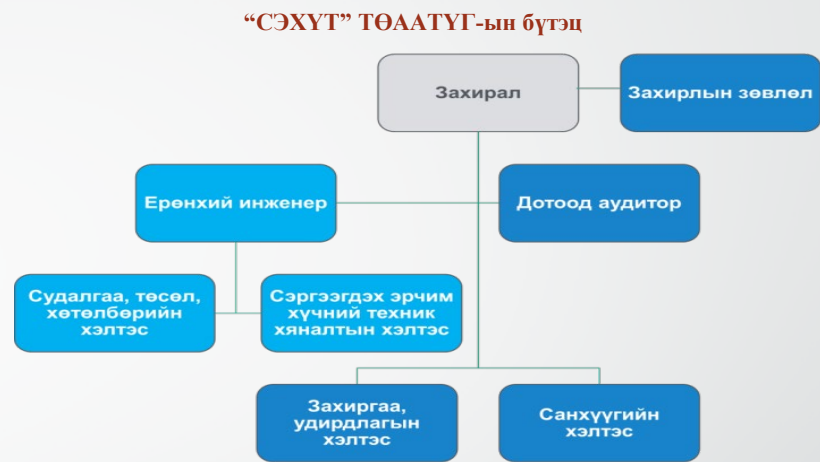 “СЭХҮТ” ТӨААТҮГ-ын бүтэц
Захирал
Захирлын зөвлөл
Ерөнхий инженер
Дотоод аудитор
Судалгаа, төсөл,
хөтөлбөрийн
хэлтэс
Сэргээгдэх эрчим
хүчний техник
хяналтын хэлтэс
Захиргаа,
удирдлагын
хэлтэс
Санхүүгийн
хэлтэс